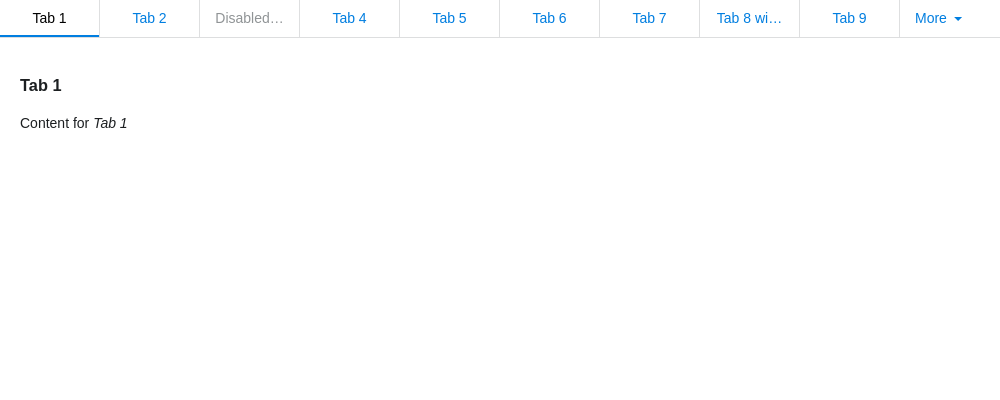 Tab 1 Tab 2 Disabled… Tab 4 Tab 5 Tab 6 Tab 7 Tab 8 wi… Tab 9 More
Tab 1
Content for Tab 1